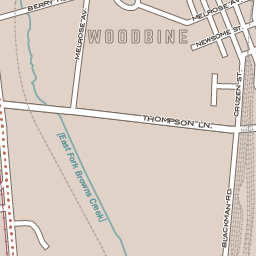 BERRY
MELROSE AV
MELROSE AV
NEWSOME ST.
WOODBINE
CRUZEN ST.
THOMPSON LN.
[East Fork Browns Creek]
BLACKMAN RD